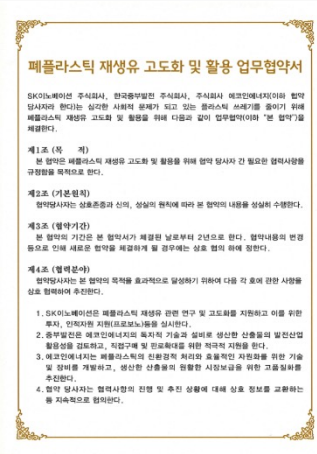 폐플라스틱 재생유 고도화 및 활용 업무협약서
SK이노베이션 주식회사, 한국중부발전 주식회사, 주식회사 에코인에너지(이하 협약
당사자라 한다)는 심각한 사회적 문제가 되고 있는 플라스틱 쓰레기를 줄이기 위해
폐플라스틱 재생유 고도화 및 활용을 위해 다음과 같이 업무협약(이하 "본 협약")을
체결한다.
제1조 (목 적)
본 협약은 폐플라스틱 재생유 고도화 및 활용을 위해 협약 당사자 간 필요한 협력사항을
규정함을 목적으로 한다.
제2조 (기본원칙)
협약당사자는 상호존중과 신의, 성실의 원칙에 따라 본 협약의 내용을 성실히 수행한다.
제3조 (협약기간)
본 협약의 기간은 본 협약서가 체결된 날로부터 2년으로 한다. 협약내용의 변경
등으로 인해 새로운 협약을 체결하게 될 경우에는 상호 협의 하에 정한다.
제4조 (협력분야)
협약당사자는 본 협약의 목적을 효과적으로 달성하기 위하여 다음 각 호에 관한 사항을
상호 협력하여 추진한다.
1. SK이노베이션은 폐플라스틱 재생유 관련 연구 및 고도화를 지원하고 이를 위한
투자, 인적자원 지원(프로보노)등을 실시한다.
2. 중부발전은 에코인에너지의 독자적 기술과 설비로 생산한 산출물의 발전산업
활용성을 검토하고, 직접구매 및 판로확대를 위한 적극적 지원을 한다.
3. 에코인에너지는 폐플라스틱의 친환경적 처리와 효율적인 자원화를 위한 기술
및 장비를 개발하고, 생산한 산출물의 원활한 시장보급을 위한 고품질화를
추진한다.
4. 협약 당사자는 협력사항의 진행 및 추진 상황에 대해 상호 정보를 교환하는
등 지속적으로 협의한다.